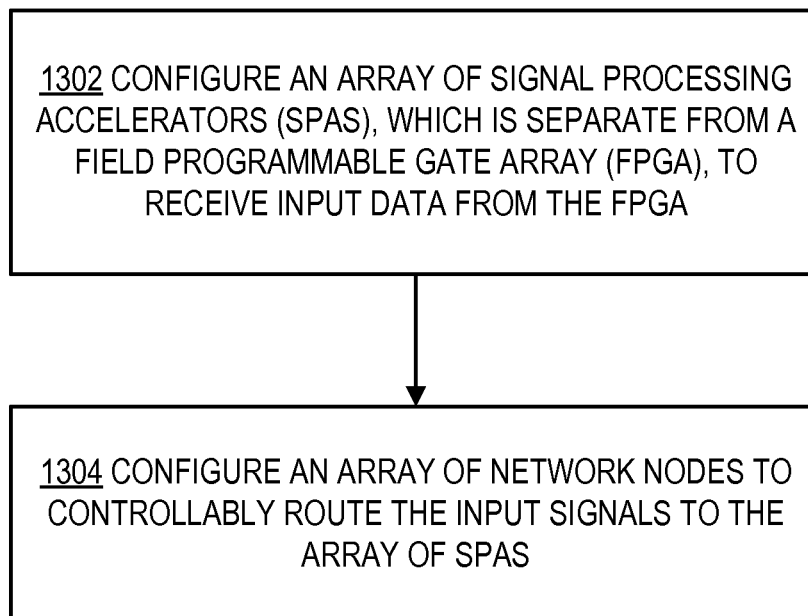 1302 CONFIGURE AN ARRAY OF SIGNAL PROCESSING
ACCELERATORS (SPAS), WHICH IS SEPARATE FROM A
FIELD PROGRAMMABLE GATE ARRAY (FPGA), TO
RECEIVE INPUT DATA FROM THE FPGA
1304 CONFIGURE AN ARRAY OF NETWORK NODES TO
CONTROLLABLY ROUTE THE INPUT SIGNALS TO THE
ARRAY OF SPAS